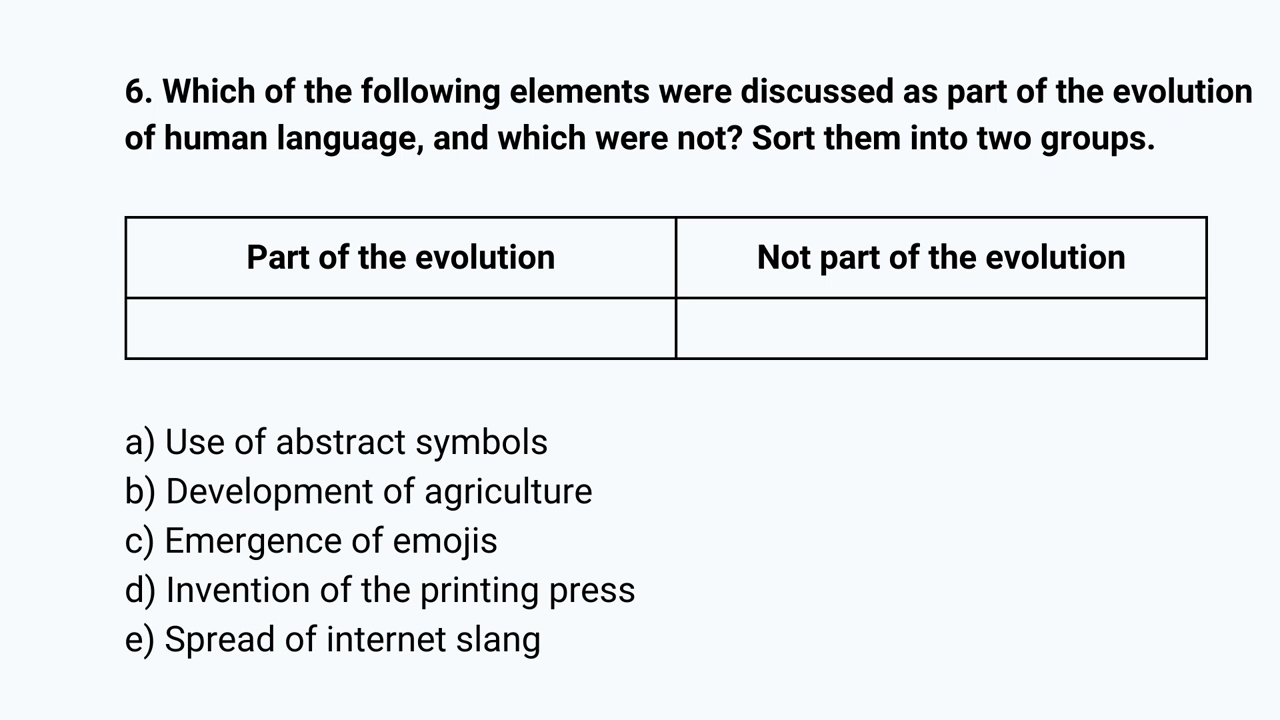 6. Which of the following elements were discussed as part of the evolution
of human language, and which were not? Sort them into two groups.
Part of the evolution
Not part of the evolution
a) Use of abstract symbols
b) Development of agriculture
c) Emergence of emojis
d) Invention of the printing press
e) Spread of internet slang